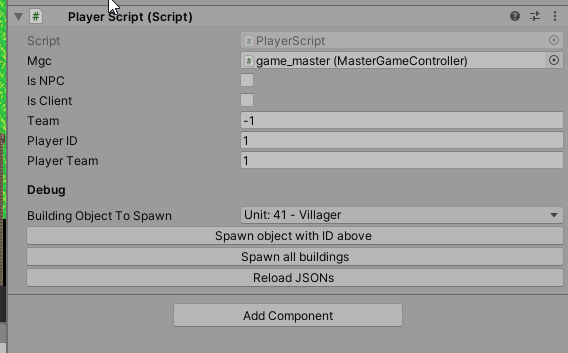 # Player Script (Script)
Script # PlayerScript
Mgc # game_master (MasterGameController)
Is NPC
Is Client
Team -1
Player ID 1
Player Team 1
Debug
Building Object To Spawn Unit: 41 - Villager
Spawn object with ID above
Spawn all buildings
Reload JSONs
Add Component